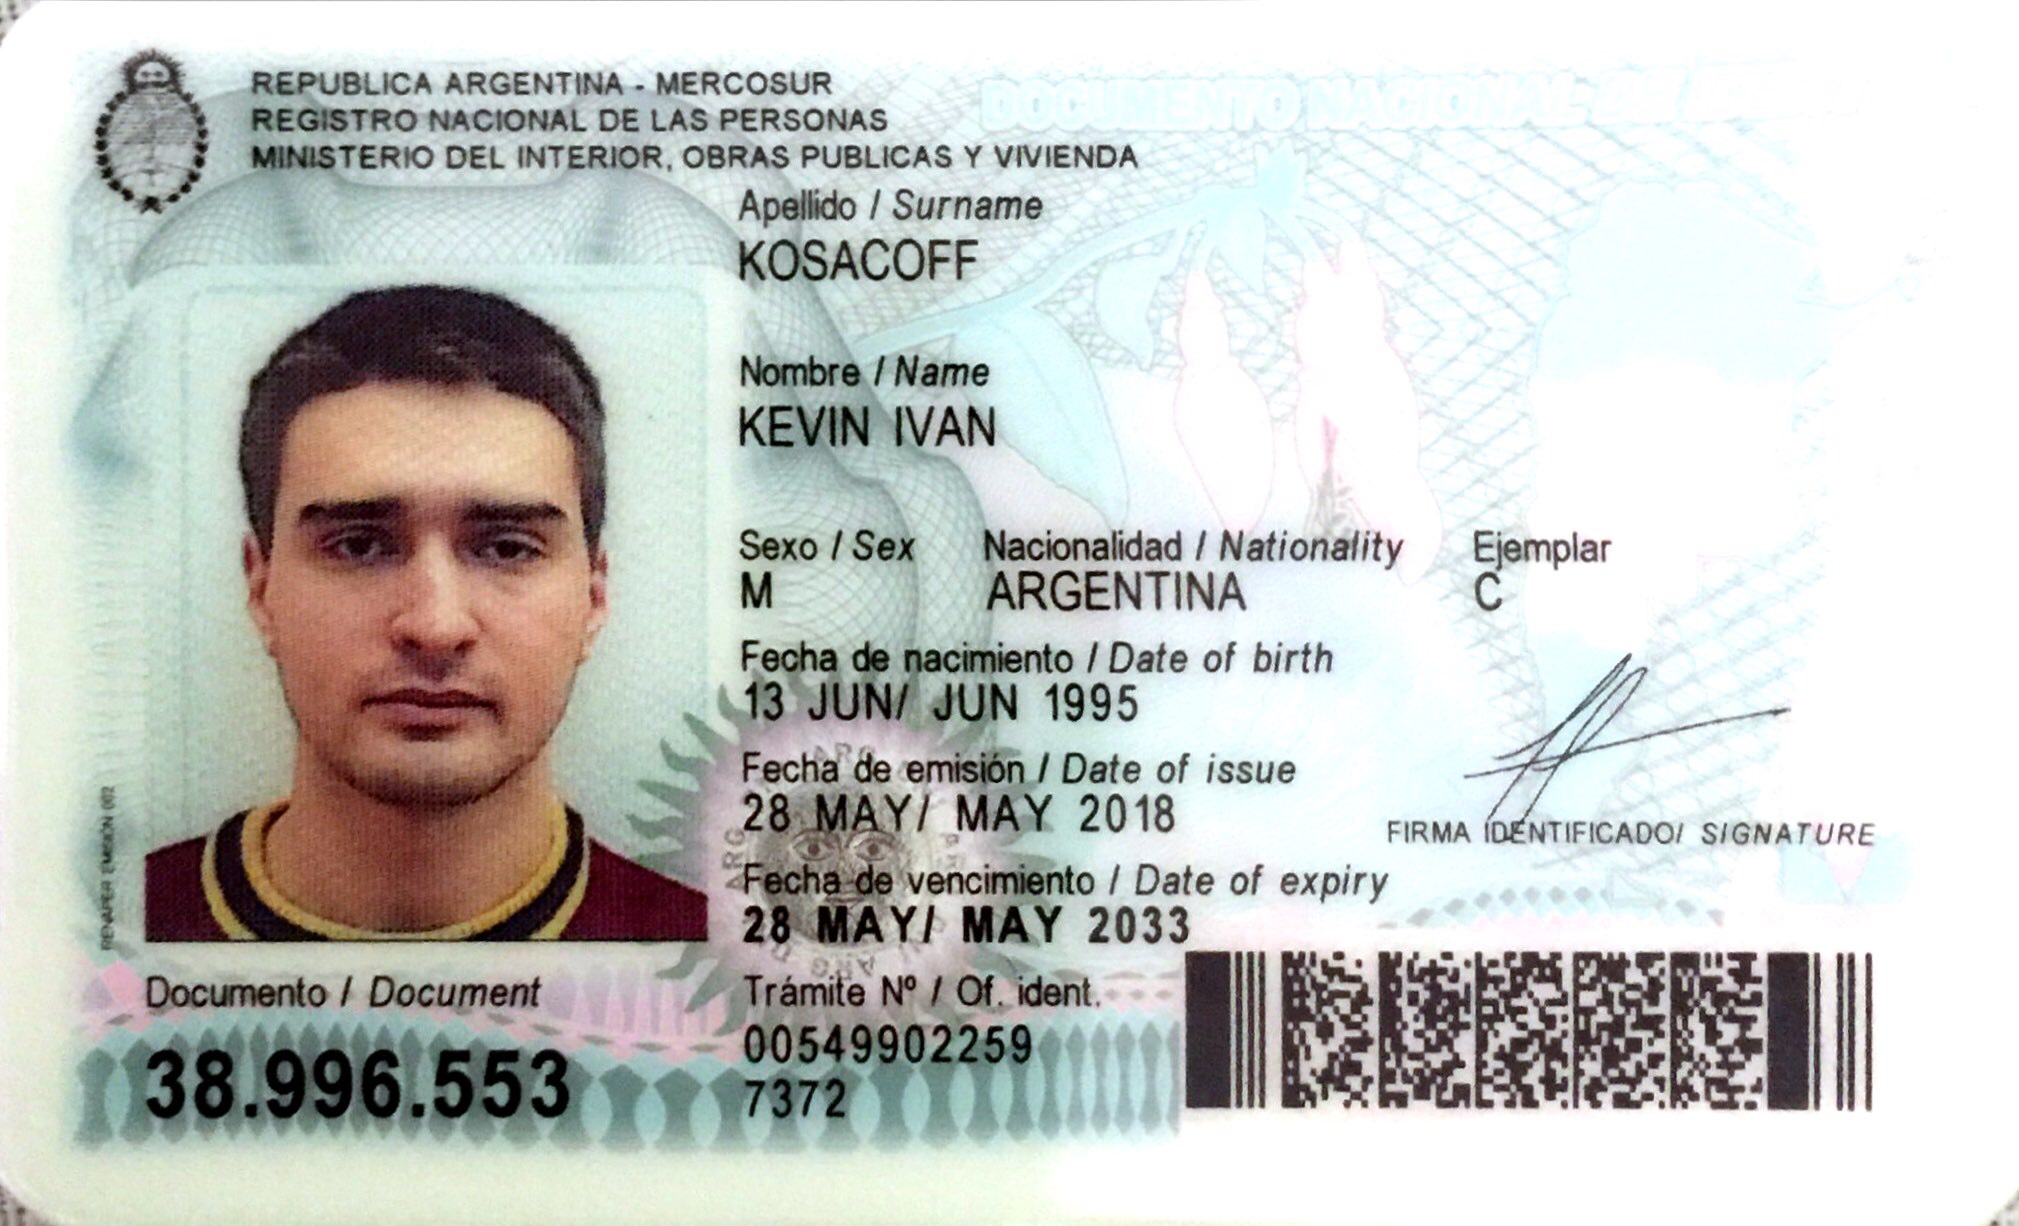 REPUBLICA ARGENTINA - MERCOSUR
REGISTRO NACIONAL DE LAS PERSONAS
MINISTERIO DEL INTERIOR, OBRAS PUBLICAS Y VIVIENDA
DOCUMENTO NACIONAL DE
Apellido / Surname
KOSACOFF
Nombre / Name
KEVIN IVAN
Sexo / Sex Nacionalidad / Nationality Ejemplar
M ARGENTINA C
Fecha de nacimiento / Date of birth
13 JUN/ JUN 1995
Fecha de emisión / Date of issue
28 MAY/ MAY 2018
FIRMA IDENTIFICADO/ SIGNATURE
Fecha de vencimiento / Date of expiry
28 MAY/ MAY 2033
RENAPER EMISION 002
Documento / Document
38.996.553
Trámite Nº / Of. ident.
00549902259
7372